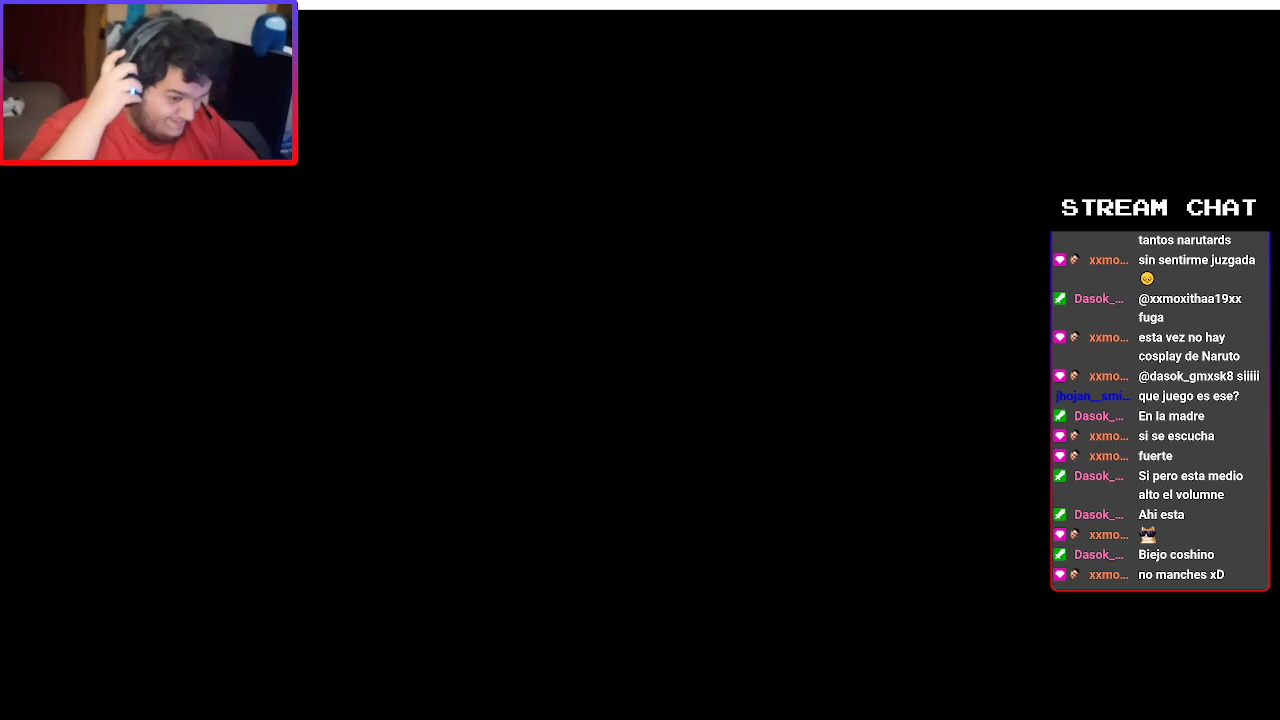 STREAM CHAT
tantos narutards
xxmo... sin sentirme juzgada
Dasok_... @xxmoxithaa19xx
fuga
xxmo... esta vez no hay
cosplay de Naruto
xxmo... @dasok_gmxsk8 siiiii
jhojan__smi... que juego es ese?
Dasok_... En la madre
xxmo... si se escucha
xxmo... fuerte
Dasok_... Si pero esta medio
alto el volumne
Dasok_... Ahi esta
xxmo...
Dasok_... Biejo coshino
xxmo... no manches xD